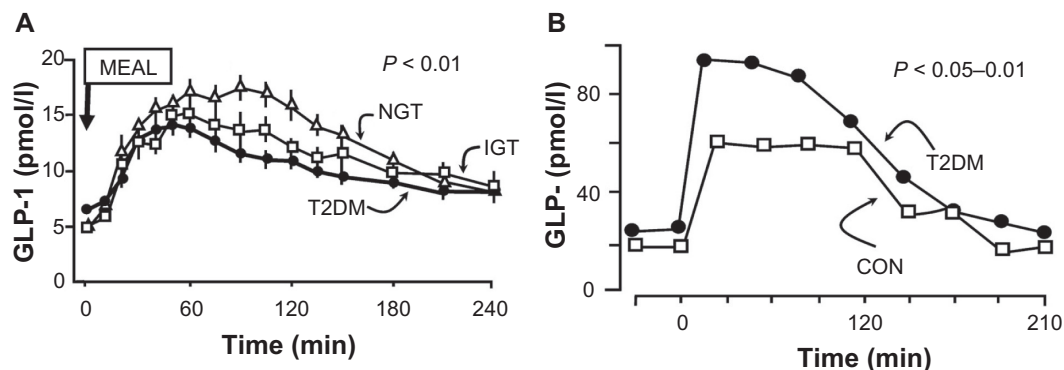 A
B
GLP-1 (pmol/l)
20
15
10
5
0
MEAL
P < 0.01
NGT
IGT
T2DM
0
60
120
180
240
Time (min)
GLP- (pmol/l)
80
40
0
P < 0.05–0.01
T2DM
CON
0
120
210
Time (min)